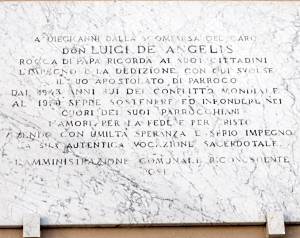 A DIECI ANNI DALLA SCOMPARSA DEL CARO
DON LUIGI DE ANGELIS
ROCCA DI PAPA RICORDA AI SUOI CITTADINI
L'IMPEGNO E LA DEDIZIONE CON CUI SVOLSE
IL SUO APOSTOLATO DI PARROCO
DAL 1943, ANNI BUI DEL CONFLITTO MONDIALE
AL SEPPE SOSTENERE ED INFONDERE NEI
CUORI DEI SUOI PARROCCHIANI
L'AMORE PER LA FEDE E PER CRISTO
VIVENDO CON UMILTÀ SPERANZA E SERIO IMPEGNO
SUA AUTENTICA VOCAZIONE SACERDOTALE.
L'AMMINISTRAZIONE COMUNALE RICONOSCENTE